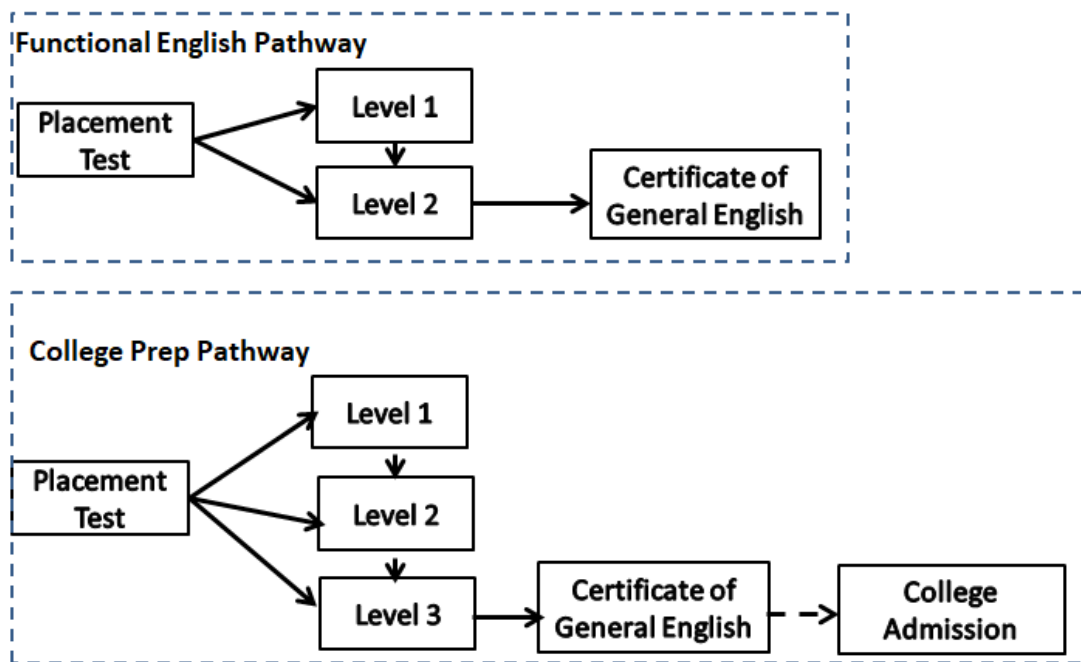 Functional English Pathway
Placement
Test
Level 1
Level 2
Certificate of
General English
College Prep Pathway
Placement
Test
Level 1
Level 2
Level 3
Certificate of
General English
College
Admission